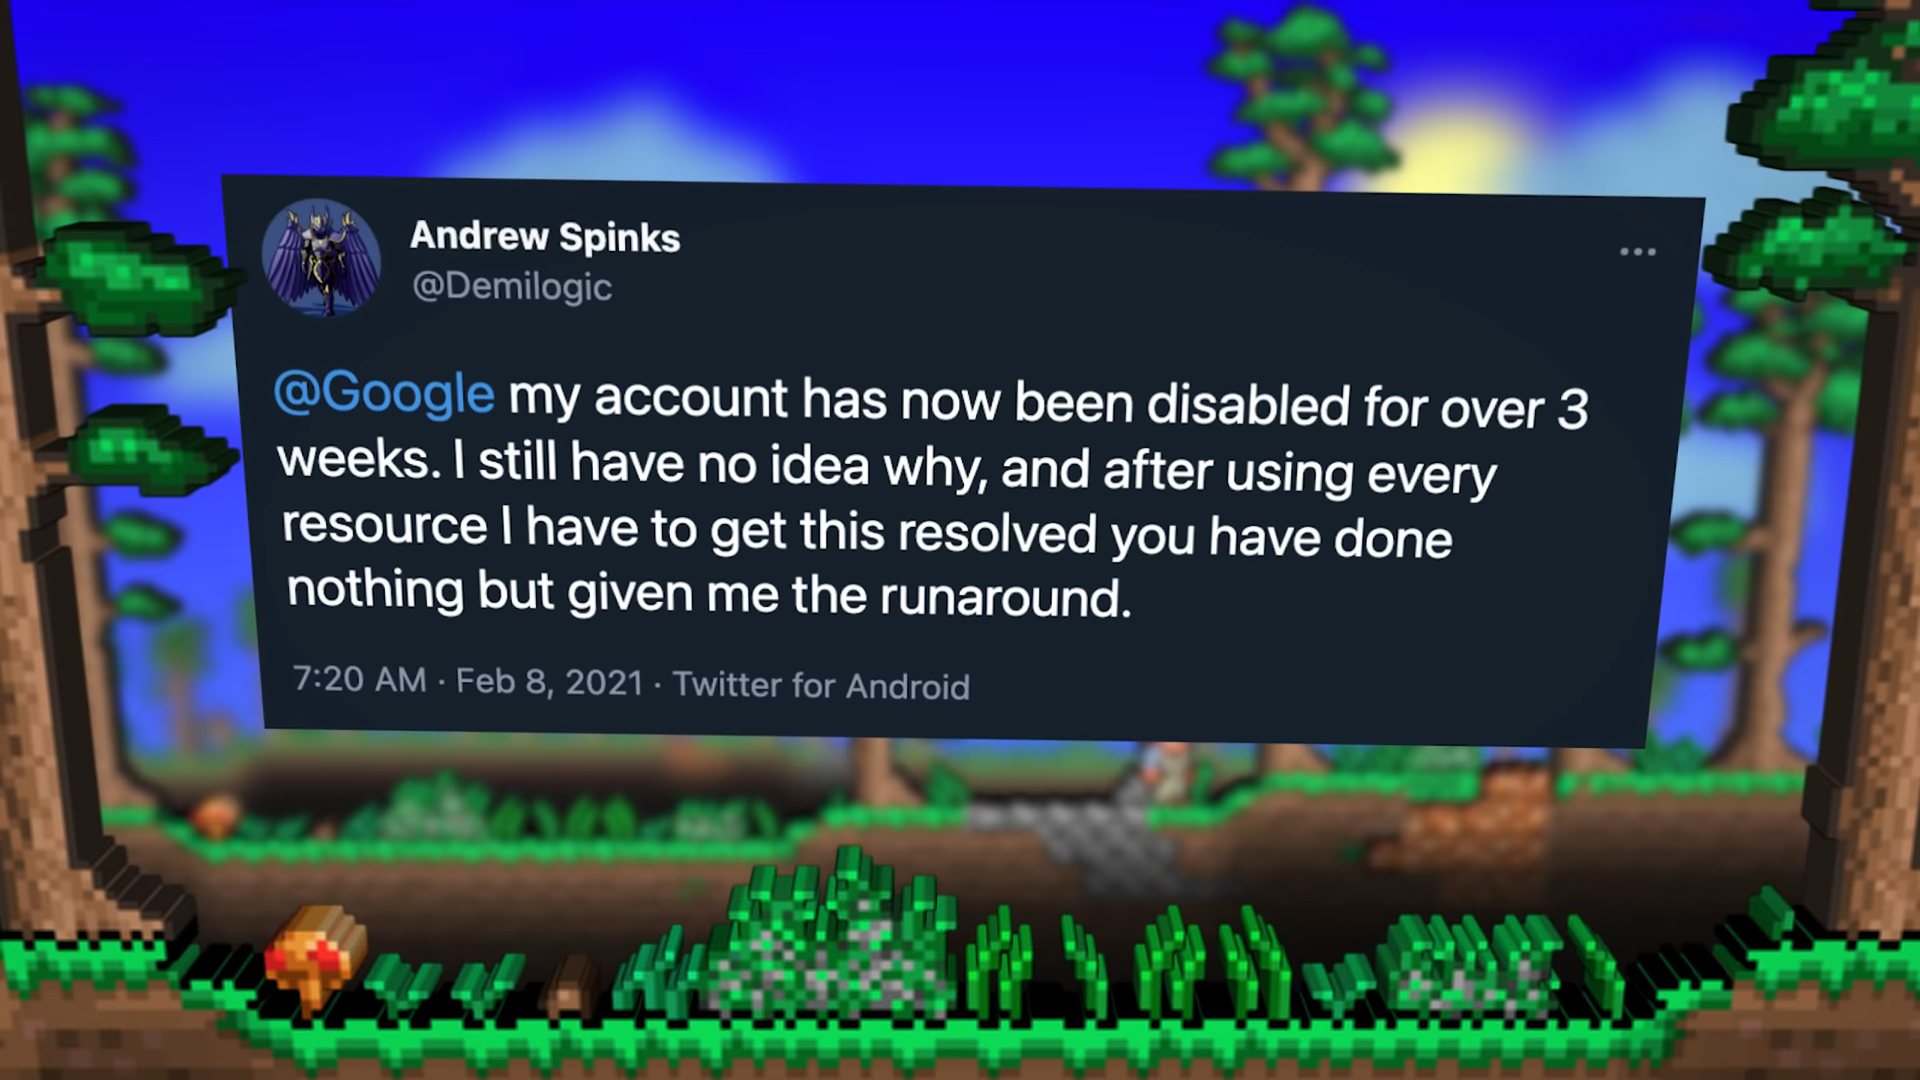 Andrew Spinks
@Demilogic
@Google my account has now been disabled for over 3
weeks. I still have no idea why, and after using every
resource I have to get this resolved you have done
nothing but given me the runaround.
7:20 AM · Feb 8, 2021 · Twitter for Android